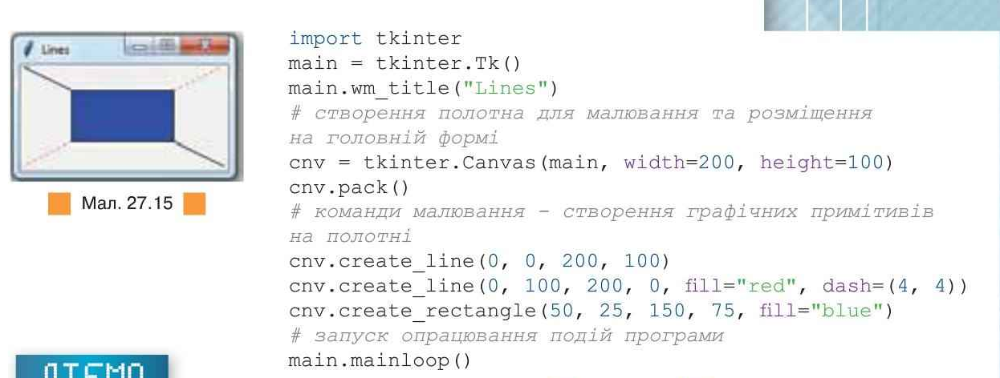 Lines
Мал. 27.15
import tkinter
main = tkinter.Tk()
main.wm_title("Lines")
# створення полотна для малювання та розміщення
на головній формі
cnv = tkinter.Canvas(main, width=200, height=100)
cnv.pack()
# команди малювання – створення графічних примітивів
на полотні
cnv.create_line(0, 0, 200, 100)
cnv.create_line(0, 100, 200, 0, fill="red", dash=(4, 4))
cnv.create_rectangle(50, 25, 150, 75, fill="blue")
# запуск опрацювання подій програми
main.mainloop()